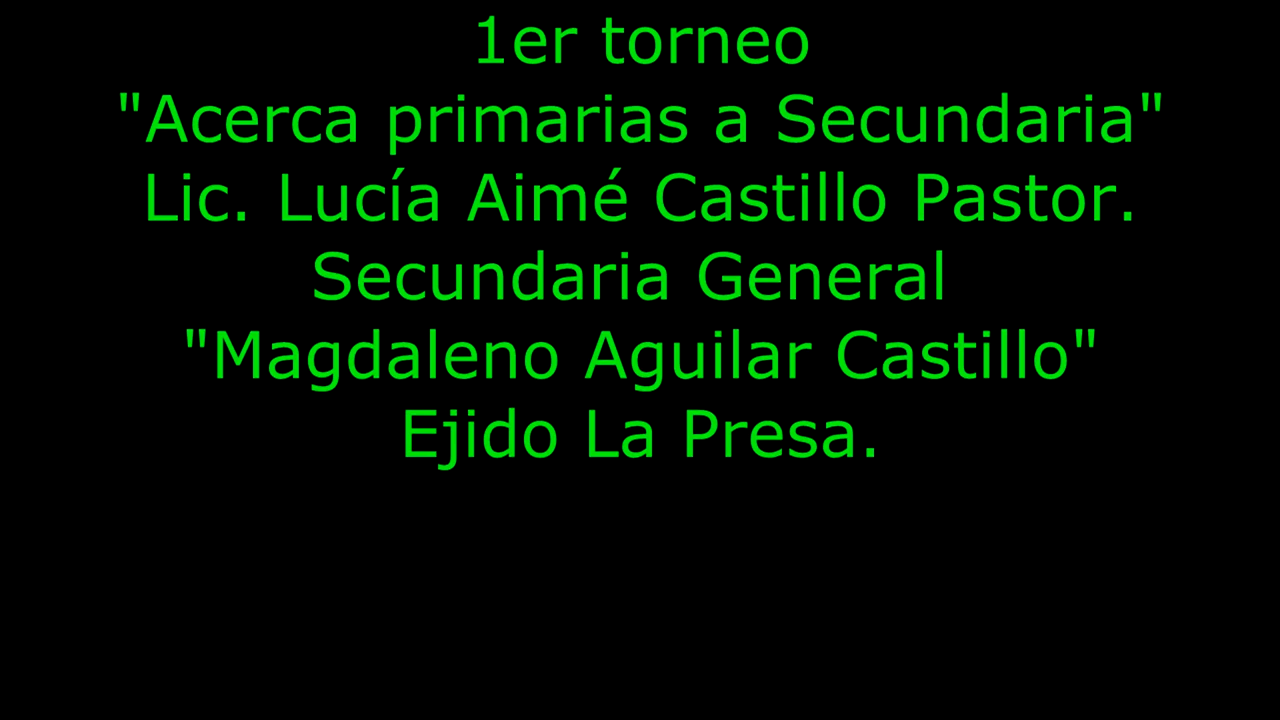 1er torneo
"Acerca primarias a Secundaria"
Lic. Lucía Aimé Castillo Pastor.
Secundaria General
"Magdaleno Aguilar Castillo"
Ejido La Presa.